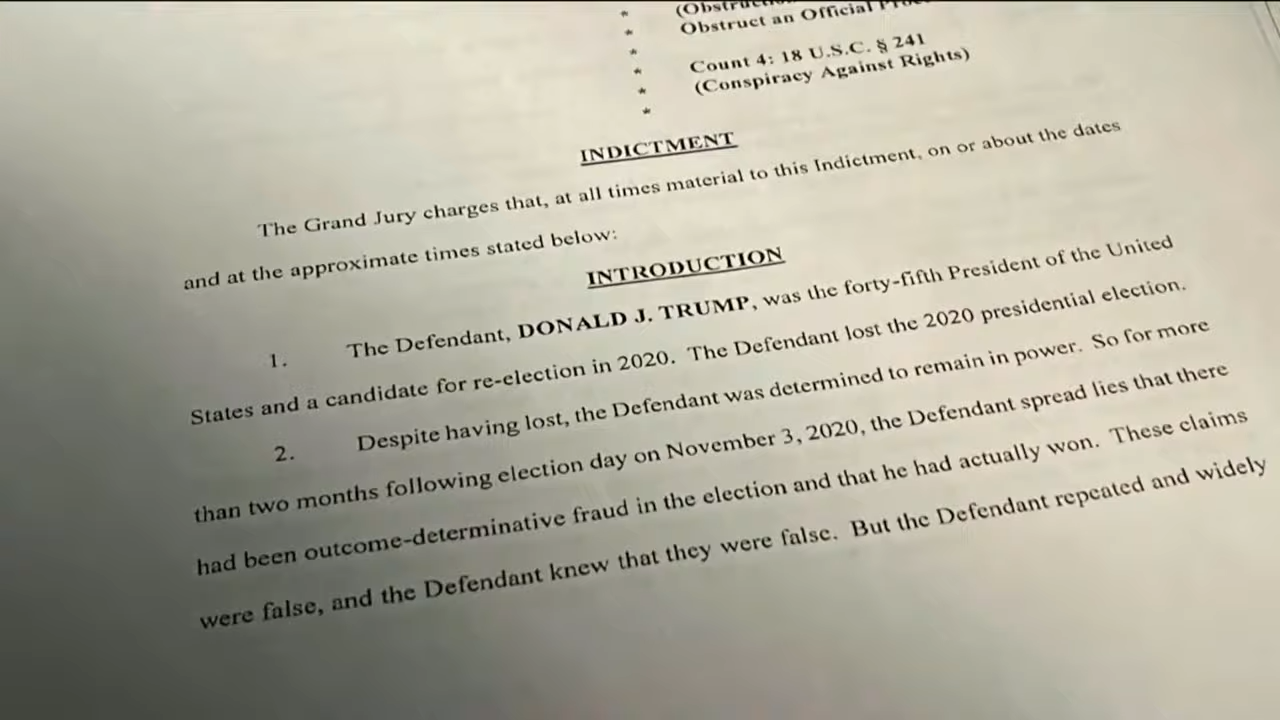 *
*
*
*
*
*
(Obstruction
Obstruct an Official
Count 4: 18 U.S.C. § 241
(Conspiracy Against Rights)
INDICTMENT
The Grand Jury charges that, at all times material to this Indictment, on or about the dates
and at the approximate times stated below:
INTRODUCTION
1. The Defendant, DONALD J. TRUMP, was the forty-fifth President of the United
States and a candidate for re-election in 2020. The Defendant lost the 2020 presidential election.
2. Despite having lost, the Defendant was determined to remain in power. So for more
than two months following election day on November 3, 2020, the Defendant spread lies that there
had been outcome-determinative fraud in the election and that he had actually won. These claims
were false, and the Defendant knew that they were false. But the Defendant repeated and widely